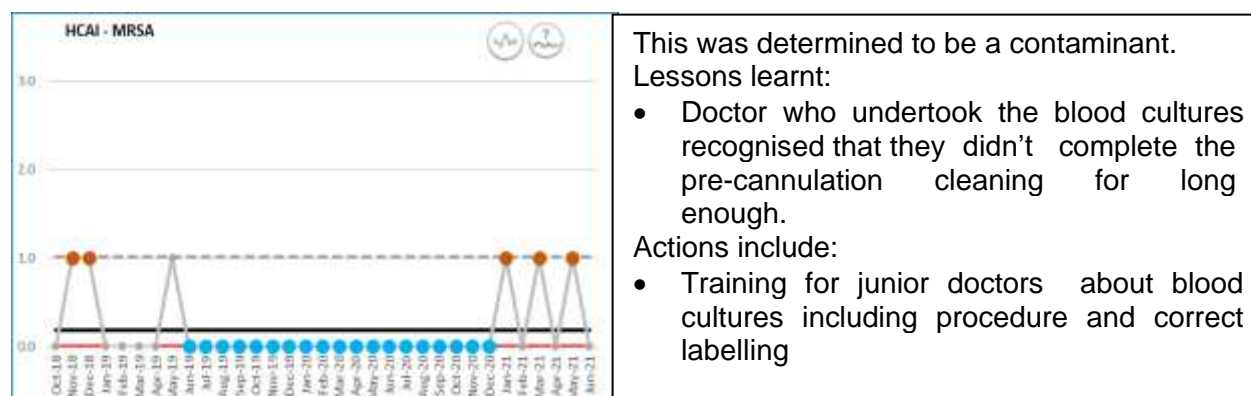 HCAI - MRSA
?
3.0
2.0
1.0
0.0
Oct-18
Nov-18
Dec-18
Jan-19
Feb-19
Mar-19
Apr-19
May-19
Jun-19
Jul-19
Aug-19
Sep-19
Oct-19
Nov-19
Dec-19
Jan-20
Feb-20
Mar-20
Apr-20
May-20
Jun-20
Jul-20
Aug-20
Sep-20
Oct-20
Nov-20
Dec-20
Jan-21
Feb-21
Mar-21
Apr-21
May-21
Jun-21
This was determined to be a contaminant.
Lessons learnt:
• Doctor who undertook the blood cultures
recognised that they didn’t complete the
pre-cannulation cleaning for long
enough.
Actions include:
• Training for junior doctors about blood
cultures including procedure and correct
labelling